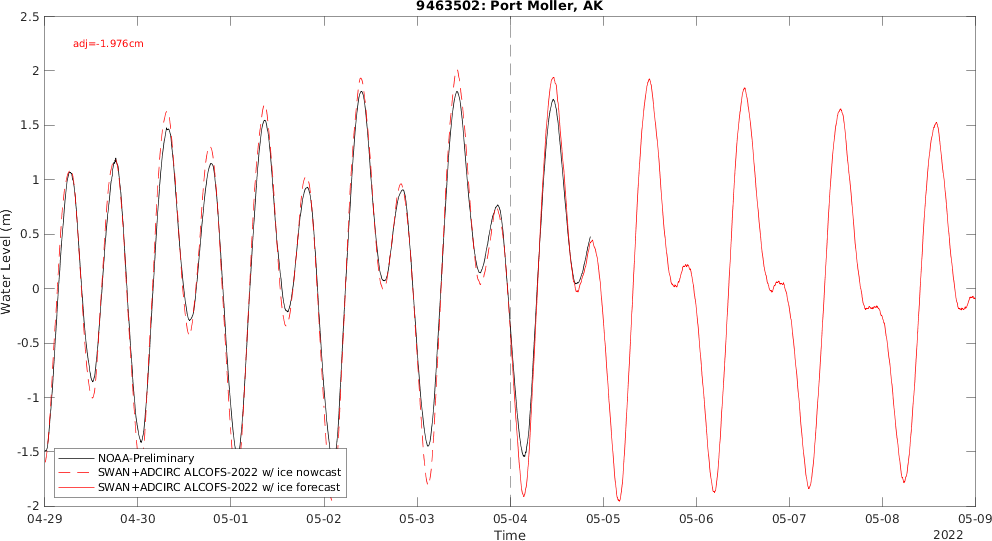 9463502: Port Moller, AK
adj=-1.976cm
2.5
2
1.5
1
0.5
0
-0.5
-1
-1.5
-2
Water Level (m)
NOAA-Preliminary
SWAN+ADCIRC ALCOFS-2022 w/ ice nowcast
SWAN+ADCIRC ALCOFS-2022 w/ ice forecast
04-29 04-30 05-01 05-02 05-03 05-04 05-05 05-06 05-07 05-08 05-09
Time
2022